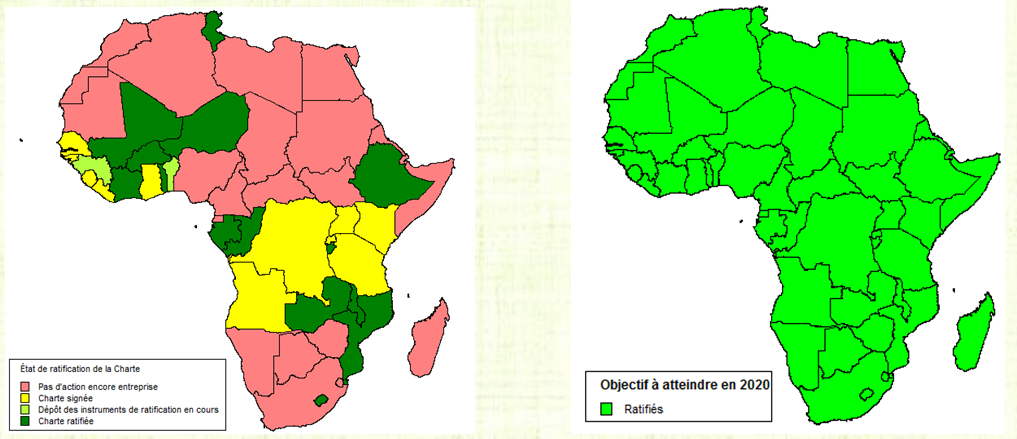 État de ratification de la Charte
Pas d'action encore entreprise
Charte signée
Dépôt des instruments de ratification en cours
Charte ratifiée
Objectif à atteindre en 2020
Ratifiés